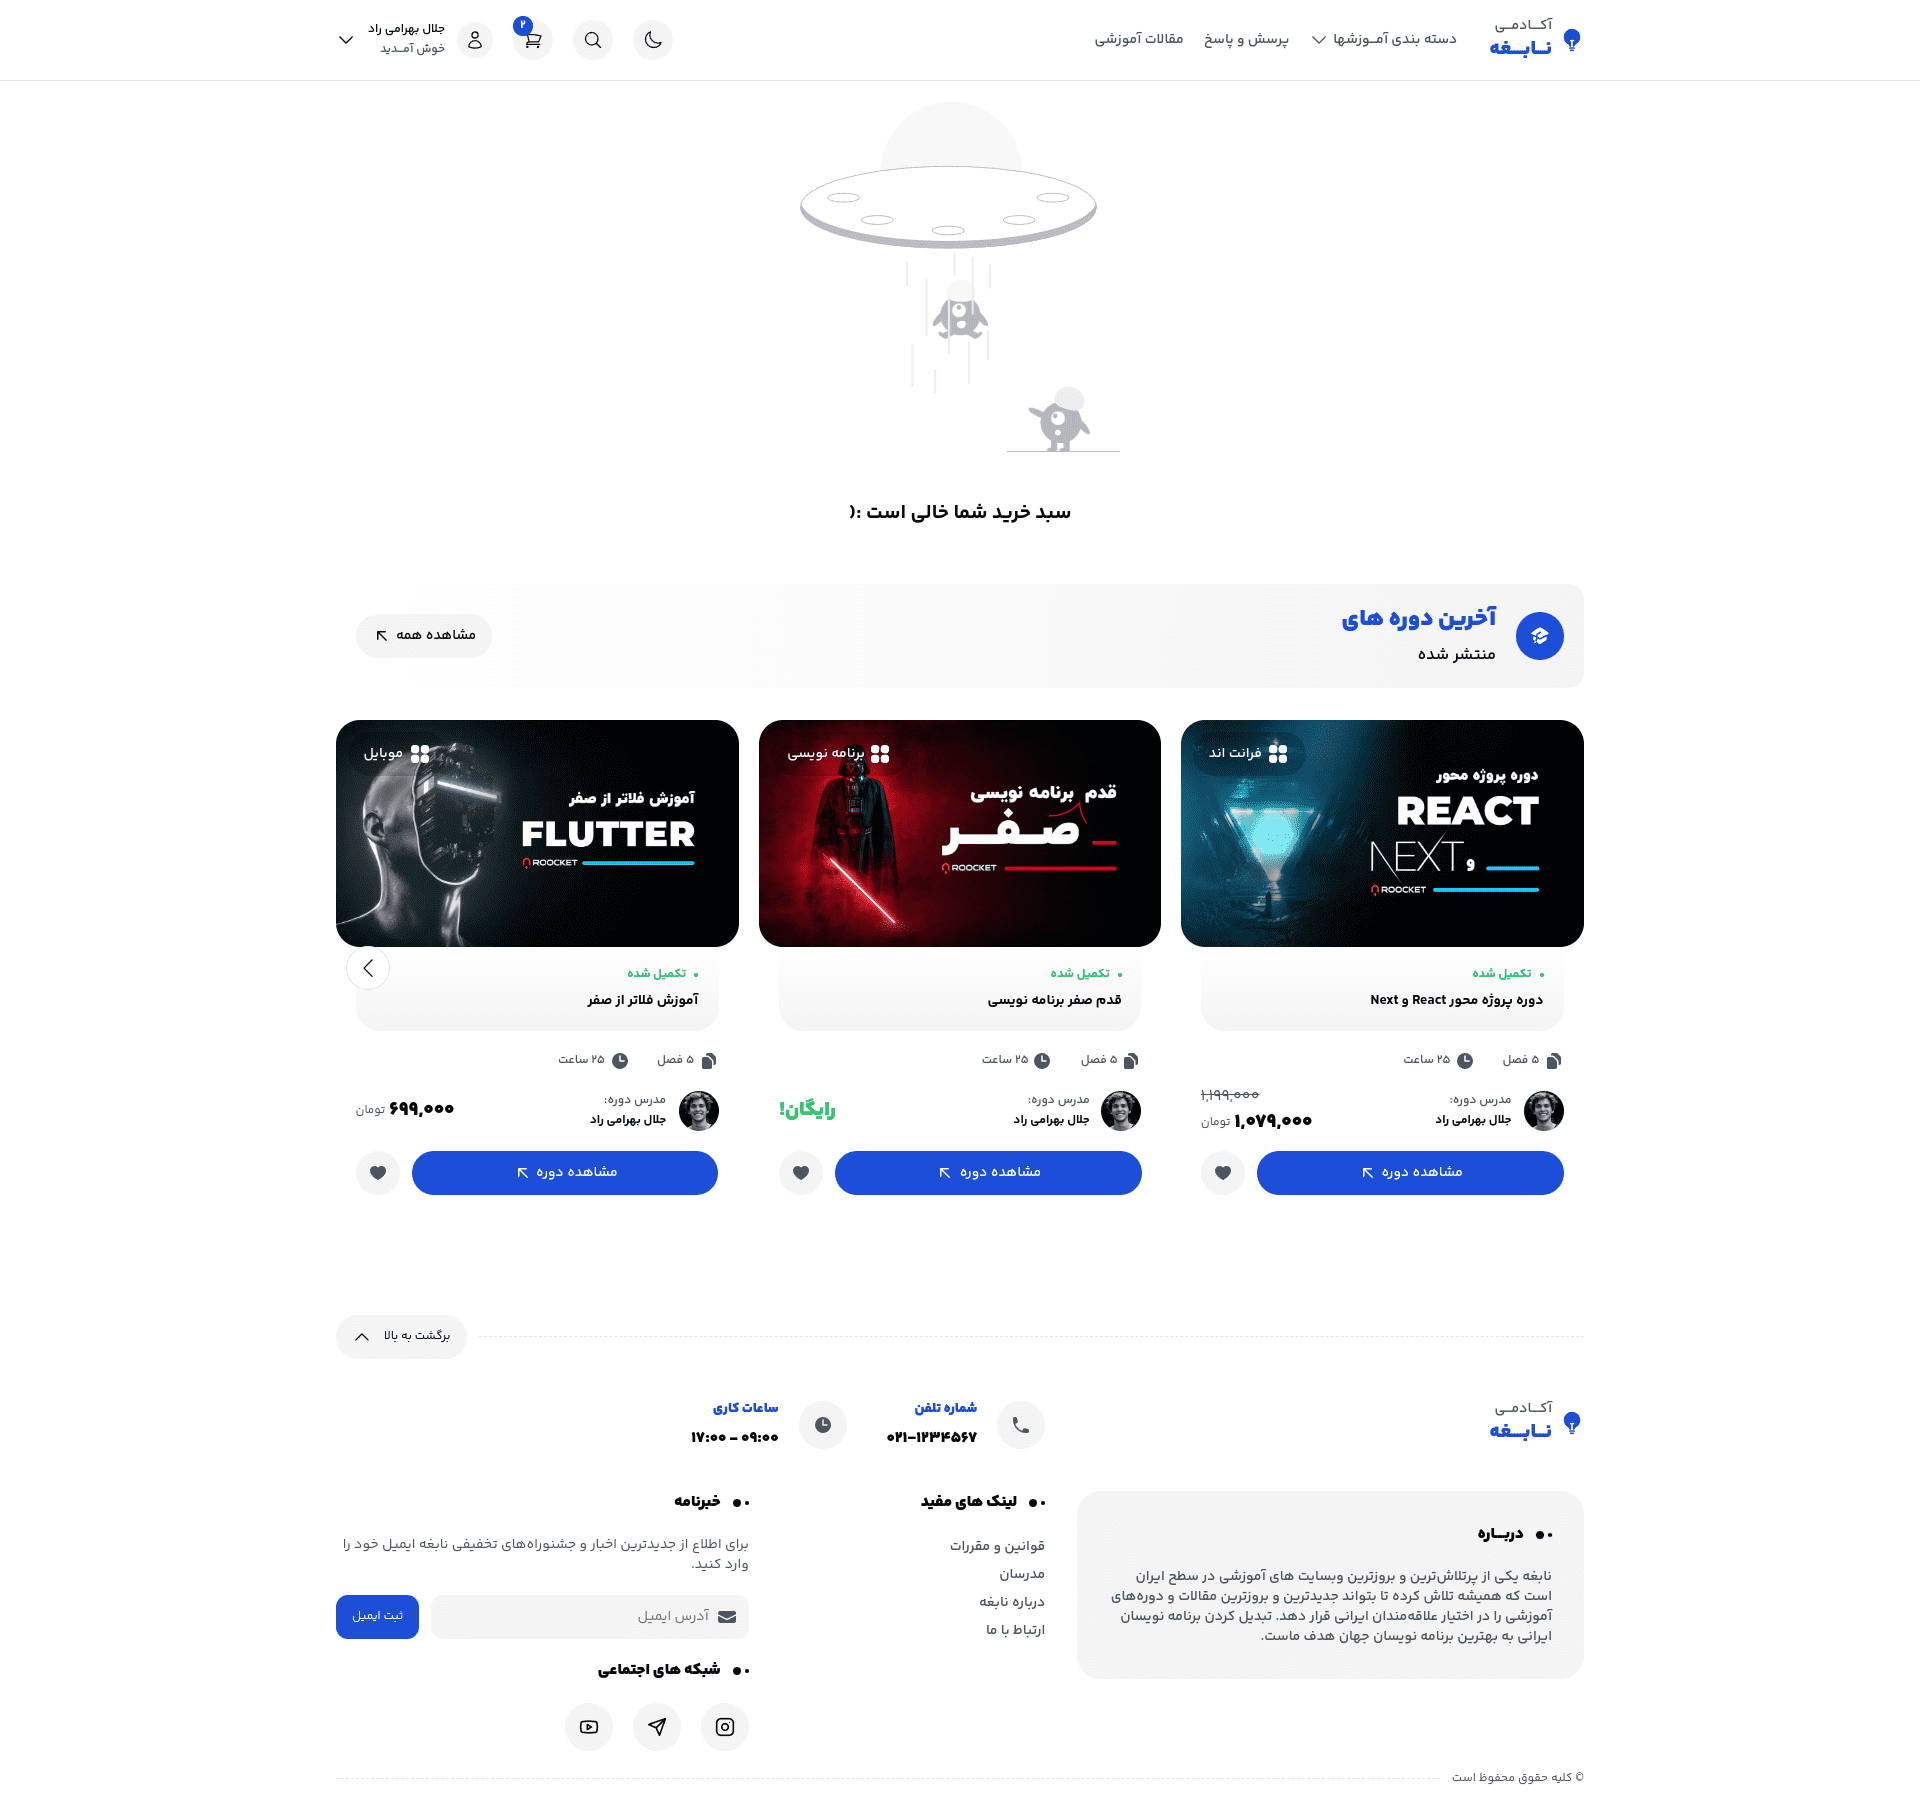 آکـــادمـــی
نـــابـــغه
دسته بندی آمـــوزشها
پرسش و پاسخ
مقالات آموزشی
۲
جلال بهرامی راد
خوش آمـــدید
سبد خرید شما خالی است :(
آخرین دوره های
منتشر شده
مشاهده همه
فرانت اند
دوره پروژه محور
REACT
و NEXT
ROOCKET
برنامه نویسی
قدم برنامه نویسی
صـفـر
ROOCKET
موبایل
آموزش فلاتر از صفر
FLUTTER
ROOCKET
تکمیل شده
دوره پروژه محور React و Next
۵ فصل
۲۵ ساعت
مدرس دوره:
جلال بهرامی راد
۱,۱۹۹,۰۰۰
۱,۰۷۹,۰۰۰ تومان
مشاهده دوره
تکمیل شده
قدم صفر برنامه نویسی
۵ فصل
۲۵ ساعت
مدرس دوره:
جلال بهرامی راد
رایگان!
مشاهده دوره
تکمیل شده
آموزش فلاتر از صفر
۵ فصل
۲۵ ساعت
مدرس دوره:
جلال بهرامی راد
۶۹۹,۰۰۰ تومان
مشاهده دوره
برگشت به بالا
آکـــادمـــی
نـــابـــغه
شماره تلفن
۰۲۱-۱۲۳۴۵۶۷
ساعات کاری
۰۹:۰۰ - ۱۷:۰۰
دربـــاره
نابغه یکی از پرتلاش‌ترین و بروزترین وبسایت های آموزشی در سطح ایران
است که همیشه تلاش کرده تا بتواند جدیدترین و بروزترین مقالات و دوره‌های
آموزشی را در اختیار علاقه‌مندان ایرانی قرار دهد. تبدیل کردن برنامه نویسان
ایرانی به بهترین برنامه نویسان جهان هدف ماست.
لینک های مفید
قوانین و مقررات
مدرسان
درباره نابغه
ارتباط با ما
خبرنامه
برای اطلاع از جدیدترین اخبار و جشنوراه‌های تخفیفی نابغه ایمیل خود را
وارد کنید.
آدرس ایمیل
ثبت ایمیل
شبکه های اجتماعی
© کلیه حقوق محفوظ است